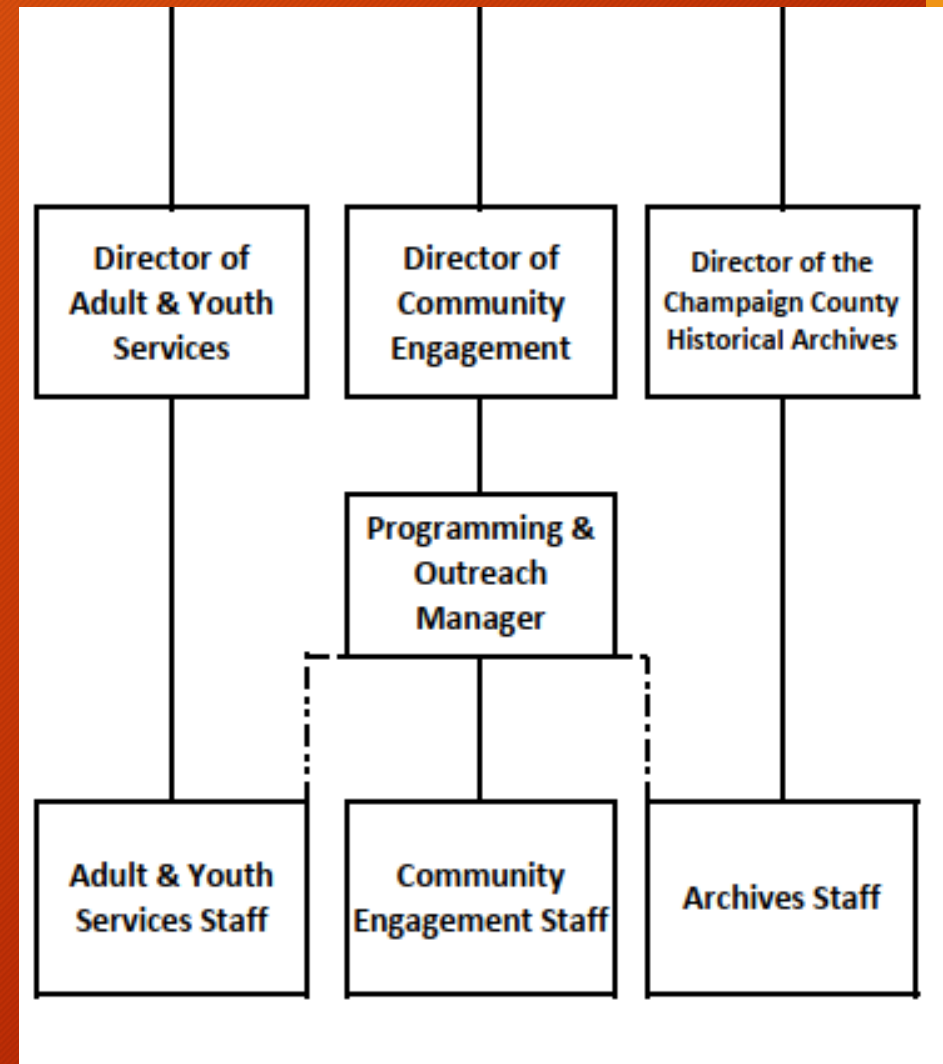 Director of
Adult & Youth
Services
Director of
Community
Engagement
Director of the
Champaign County
Historical Archives
Programming &
Outreach
Manager
Adult & Youth
Services Staff
Community
Engagement Staff
Archives Staff